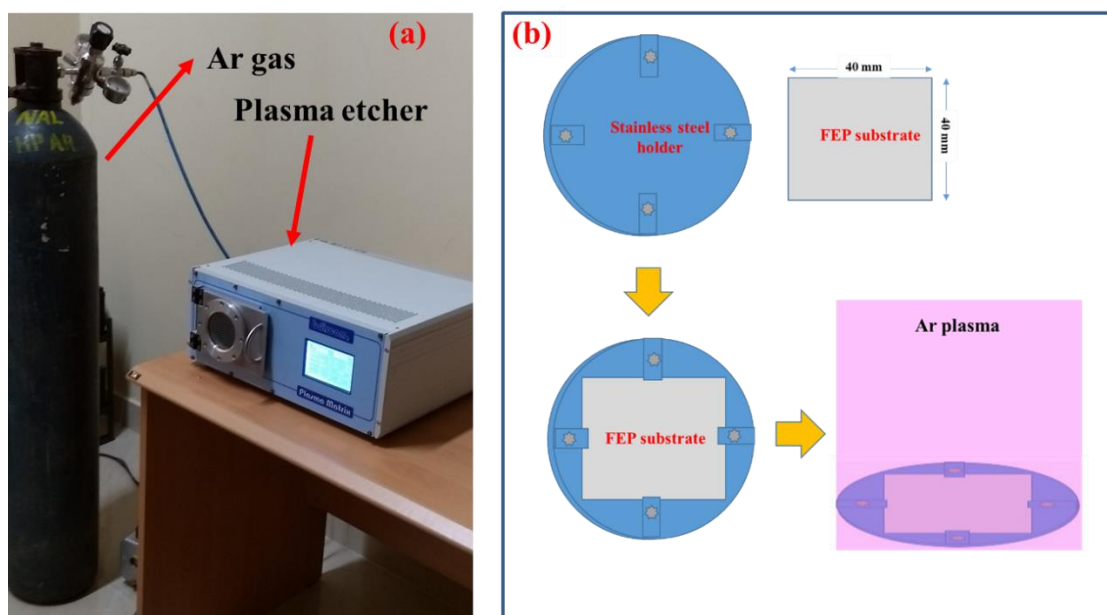 (a)
Ar gas
Plasma etcher
NAL
HP AR
Plasma Matrix
(b)
Stainless steel
holder
40 mm
40 mm
FEP substrate
FEP substrate
Ar plasma